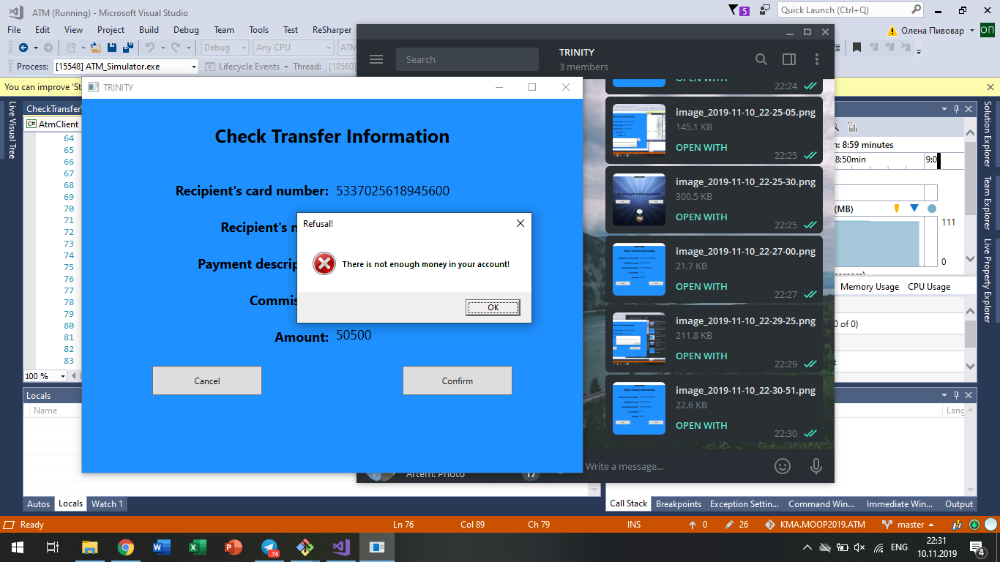 ATM (Running) - Microsoft Visual Studio
5
Quick Launch (Ctrl+Q)
File Edit View Project Build Debug Team Tools Test ReSharper
Олена Пивовар
ОП
Debug Any CPU ATM
Process: [15548] ATM_Simulator.exe Lifecycle Events Thread: [18560]
You can improve 'St
Live Visual Tree
CheckTransfer
AtmClient
64
65
66
67
68
69
70
71
72
73
74
75
76
77
78
79
80
81
82
83
100 %
Search
TRINITY
3 members
OPEN WITH
22:24
image_2019-11-10_22-25-05.png
145.1 KB
OPEN WITH
22:25
image_2019-11-10_22-25-30.png
300.5 KB
OPEN WITH
22:25
image_2019-11-10_22-27-00.png
21.7 KB
OPEN WITH
22:27
image_2019-11-10_22-29-25.png
211.8 KB
OPEN WITH
22:29
image_2019-11-10_22-30-51.png
22.6 KB
OPEN WITH
22:30
Write a message...
Artem: Photo
17
TRINITY
Check Transfer Information
Recipient's card number: 5337025618945600
Recipient's n
Payment descrip
Commis
Amount: 50500
Cancel
Confirm
Refusal!
There is not enough money in your account!
OK
n: 8:59 minutes
8:50min 9:0
(MB)
111
0
Memory Usage CPU Usage
0 of 0)
Solution Explorer
Team Explorer
Live Property Explorer
Locals
Name
Lang
Autos Locals Watch 1
Call Stack Breakpoints Exception Settin... Command Win... Immediate Win... Output
Ready Ln 76 Col 89 Ch 79 INS 0 26 KMA.MOOP2019.ATM master
.76
ENG
22:31
10.11.2019
4